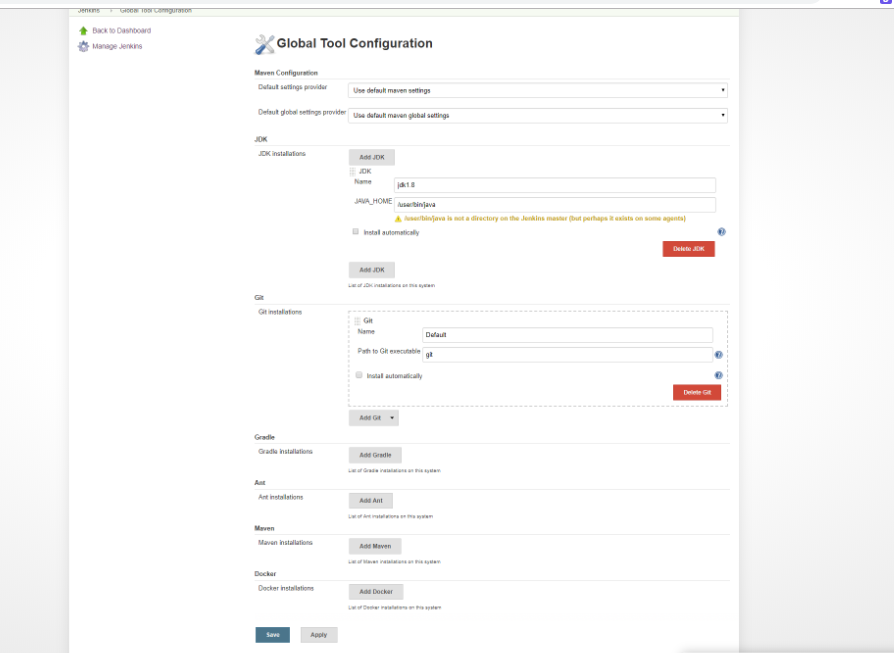 Jenkins › Global Tool Configuration
Back to Dashboard
Manage Jenkins
Global Tool Configuration
Maven Configuration
Default settings provider
Use default maven settings
Default global settings provider
Use default maven global settings
JDK
JDK installations
Add JDK
JDK
Name
jdk1.8
JAVA_HOME
/user/bin/java
/user/bin/java is not a directory on the Jenkins master (but perhaps it exists on some agents)
Install automatically
Delete JDK
Add JDK
List of JDK installations on this system
Git
Git installations
Git
Name
Default
Path to Git executable
git
Install automatically
Delete Git
Add Git
Gradle
Gradle installations
Add Gradle
List of Gradle installations on this system
Ant
Ant installations
Add Ant
List of Ant installations on this system
Maven
Maven installations
Add Maven
List of Maven installations on this system
Docker
Docker installations
Add Docker
List of Docker installations on this system
Save
Apply